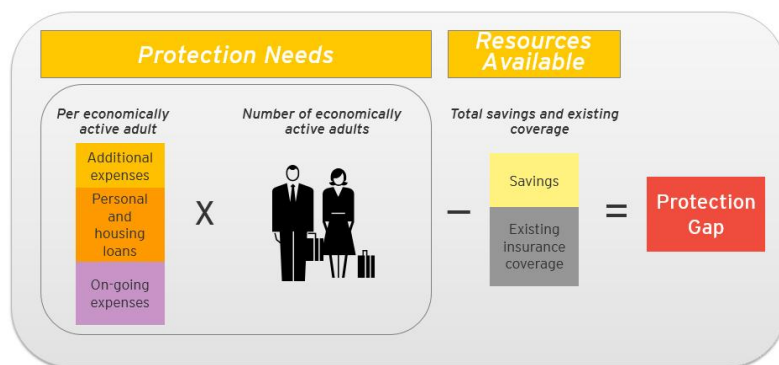 Protection Needs
Resources
Available
Per economically
active adult
Number of economically
active adults
Total savings and existing
coverage
Additional
expenses
Personal
and
housing
loans
On-going
expenses
X
–
Savings
Existing
insurance
coverage
=
Protection
Gap